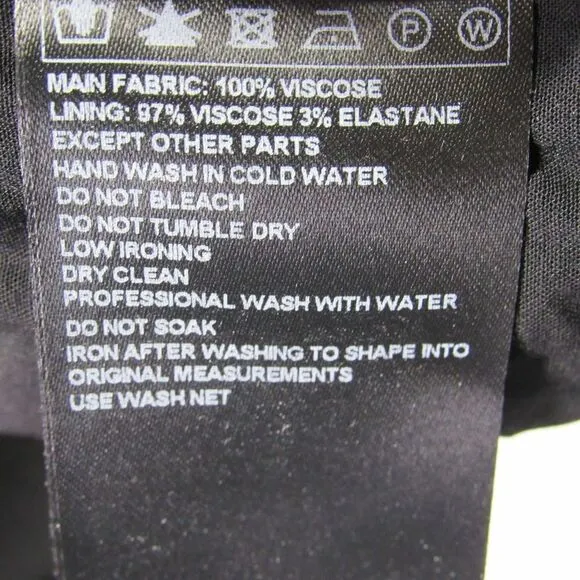 P W
MAIN FABRIC: 100% VISCOSE
LINING: 97% VISCOSE 3% ELASTANE
EXCEPT OTHER PARTS
HAND WASH IN COLD WATER
DO NOT BLEACH
DO NOT TUMBLE DRY
LOW IRONING
DRY CLEAN
PROFESSIONAL WASH WITH WATER
DO NOT SOAK
IRON AFTER WASHING TO SHAPE INTO
ORIGINAL MEASUREMENTS
USE WASH NET